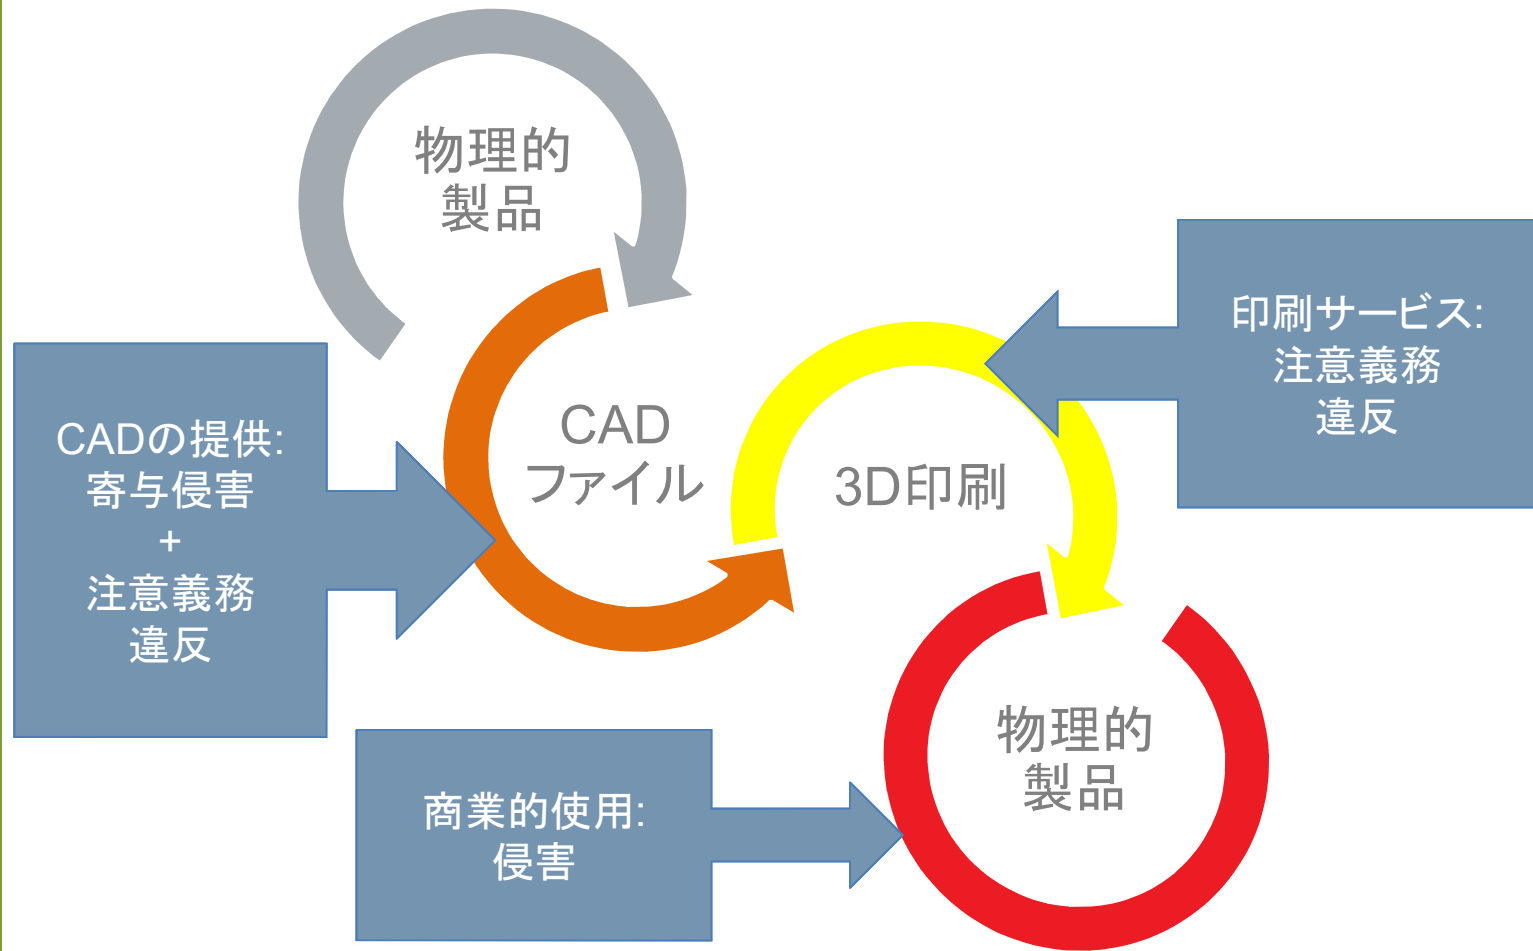 物理的
製品
CAD
ファイル
3D印刷
物理的
製品
CADの提供:
寄与侵害
+
注意義務
違反
印刷サービス:
注意義務
違反
商業的使用:
侵害